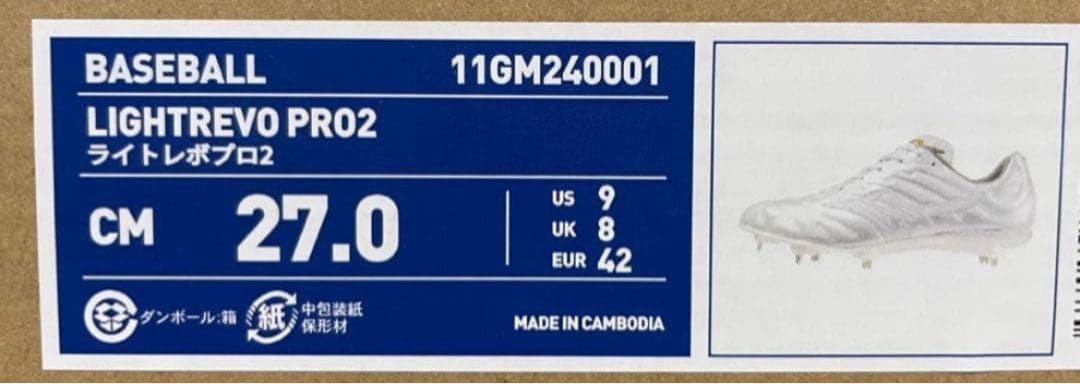 BASEBALL 11GM240001
LIGHTREVO PRO2
ライトレボプロ2
CM 27.0
US 9
UK 8
EUR 42
ダンボール:箱
紙 中包装紙
保形材
MADE IN CAMBODIA